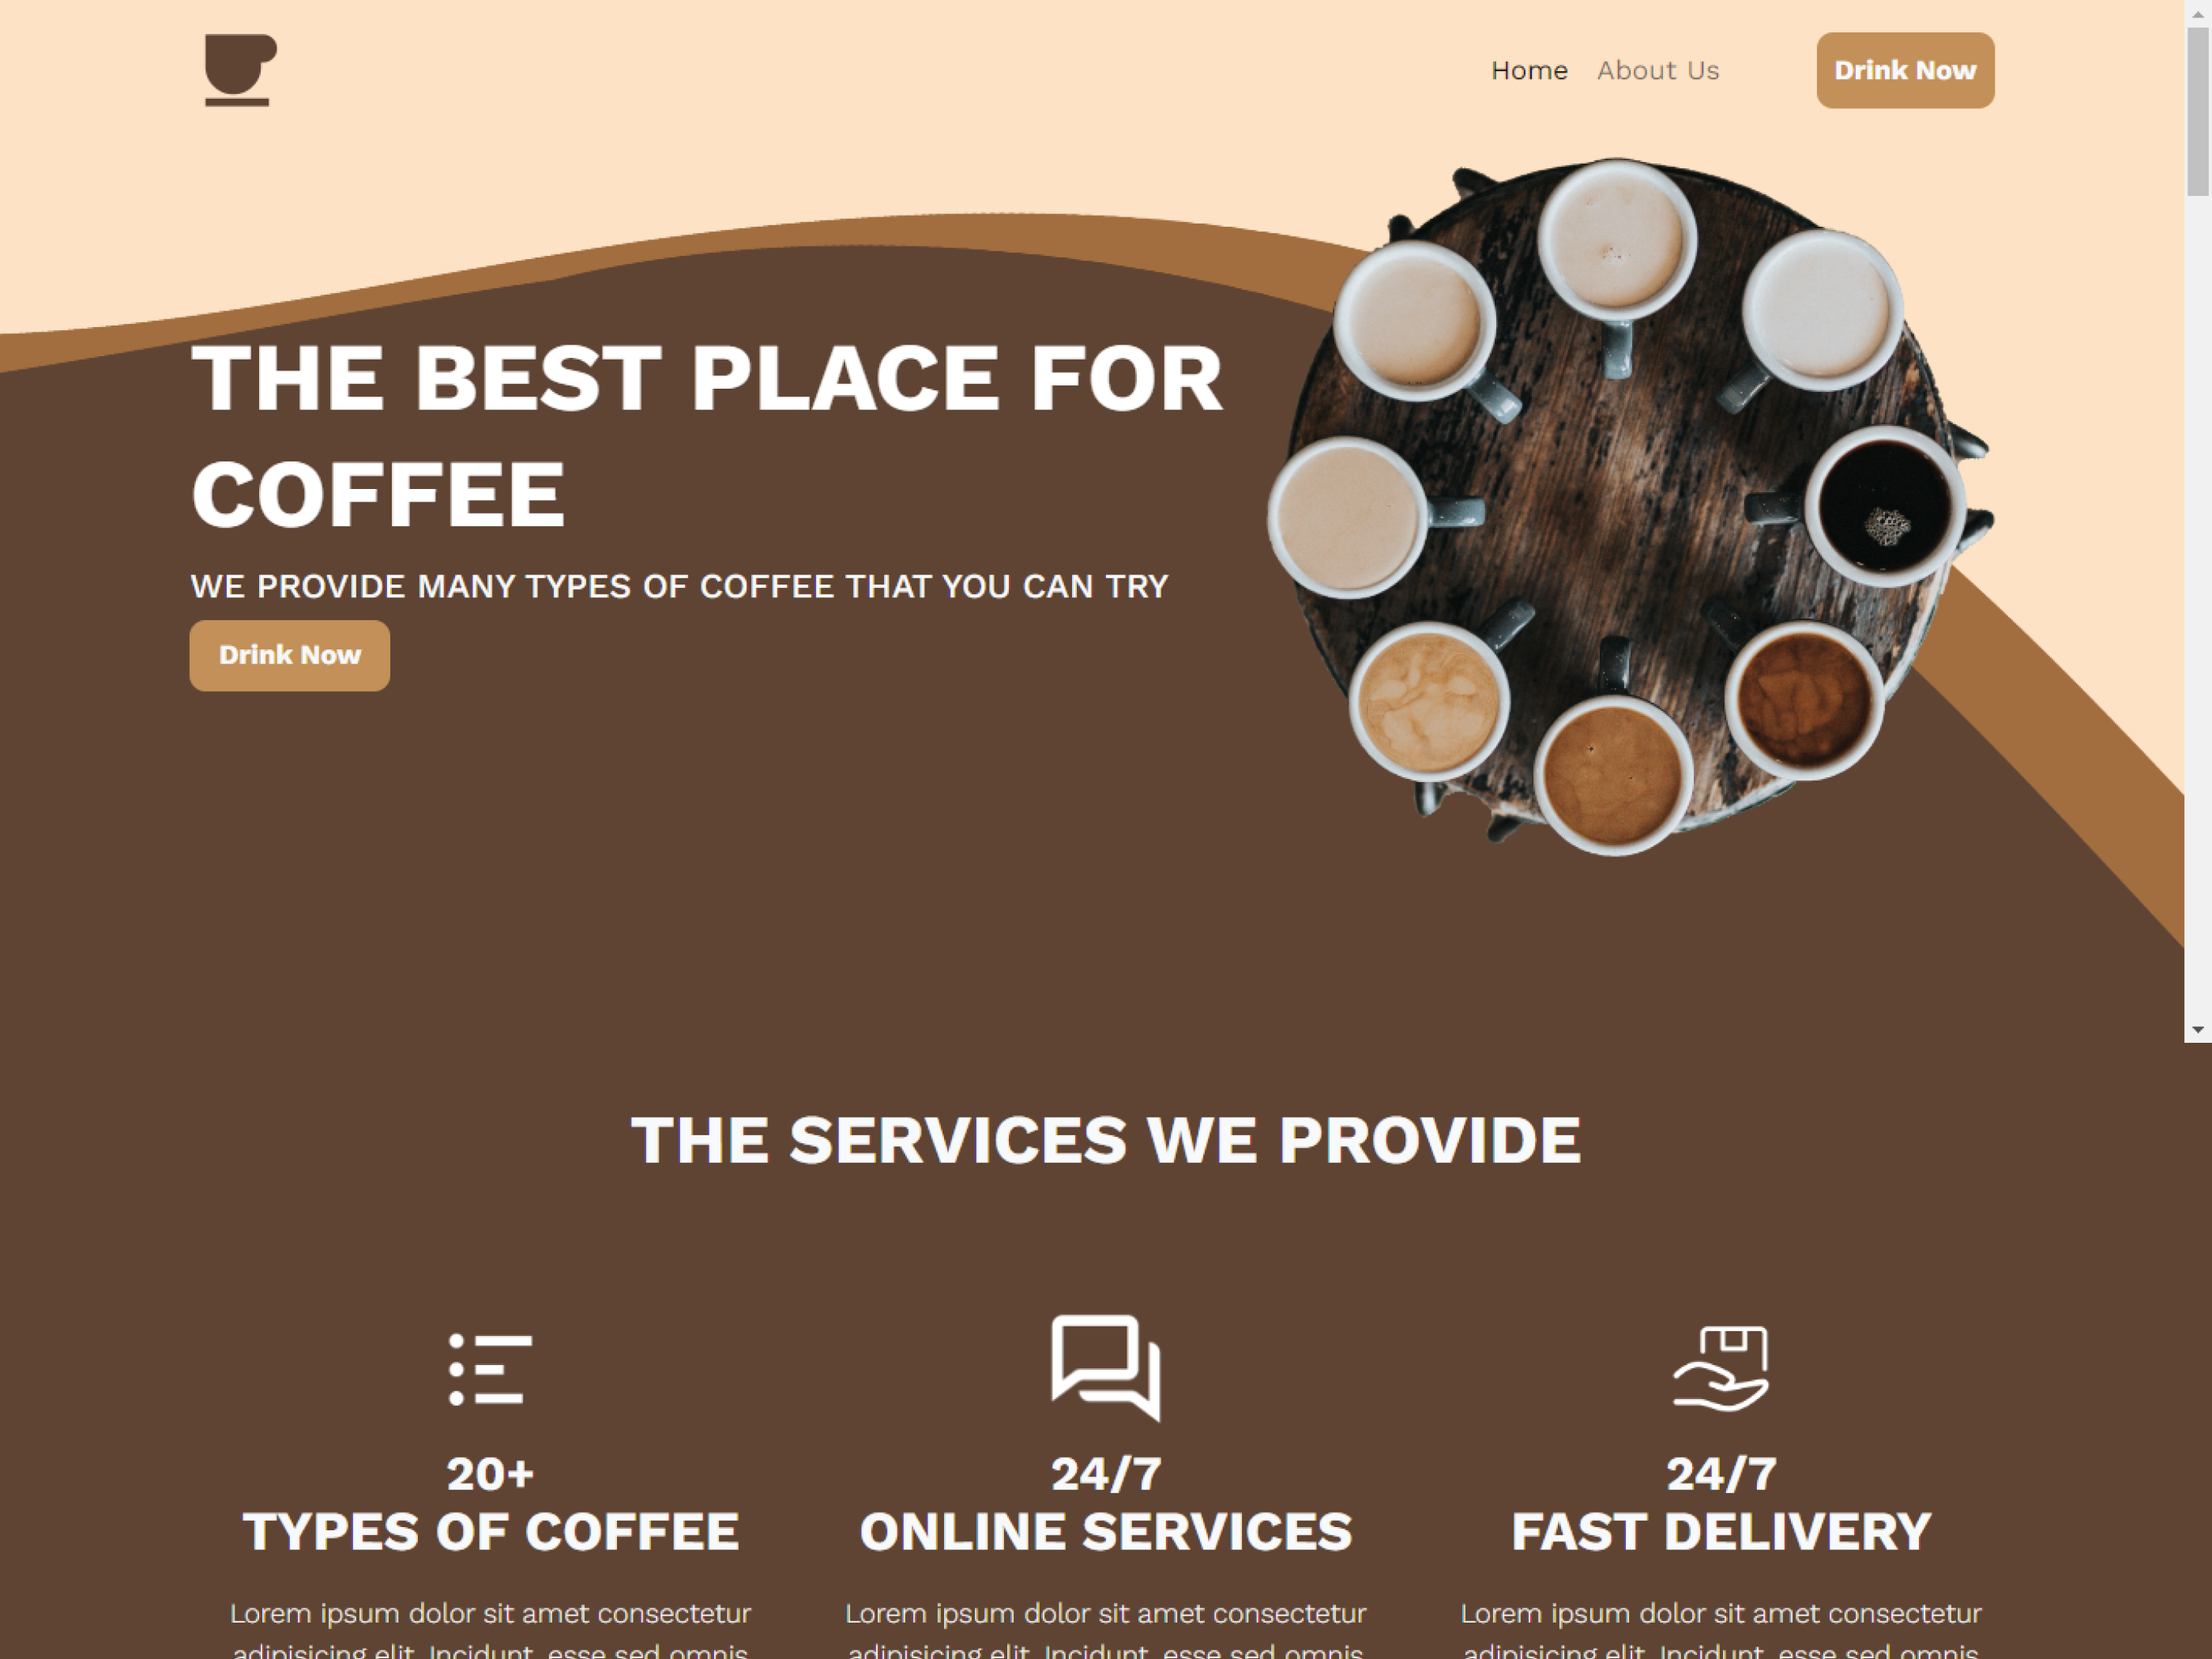 Home About Us Drink Now
THE BEST PLACE FOR
COFFEE
WE PROVIDE MANY TYPES OF COFFEE THAT YOU CAN TRY
Drink Now
THE SERVICES WE PROVIDE
20+
TYPES OF COFFEE
Lorem ipsum dolor sit amet consectetur
adipisicing elit. Incidunt, esse sed omnis
24/7
ONLINE SERVICES
Lorem ipsum dolor sit amet consectetur
adipisicing elit. Incidunt, esse sed omnis
24/7
FAST DELIVERY
Lorem ipsum dolor sit amet consectetur
adipisicing elit. Incidunt, esse sed omnis